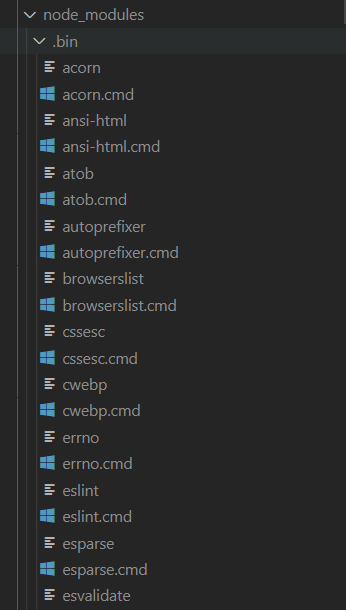 node_modules
.bin
acorn
acorn.cmd
ansi-html
ansi-html.cmd
atob
atob.cmd
autoprefixer
autoprefixer.cmd
browserslist
browserslist.cmd
cssesc
cssesc.cmd
cwebp
cwebp.cmd
errno
errno.cmd
eslint
eslint.cmd
esparse
esparse.cmd
esvalidate